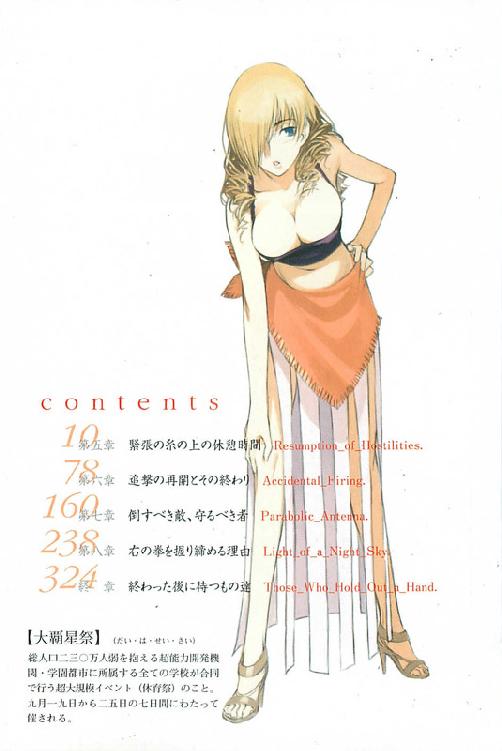 contents
10 第五章 緊張の糸の上の休憩時間 Resumption_of_Hostilities.
78 第六章 追撃の再開とその終わり Accidental_Firing.
160 第七章 倒すべき敵、守るべき者 Parabolic_Antenna.
238 第八章 右の拳を握り締める理由 Light_of_a_Night_Sky.
324 終 章 終わった後に待つもの達 Those_Who_Hold_Out_a_Hand.
【大覇星祭】 (だい・は・せい・さい)
総人口二三〇万人弱を抱える超能力開発機
関・学園都市に所属する全ての学校が合同
で行う超大規模イベント（体育祭）のこと。
九月一九日から二五日の七日間にわたって
催される。